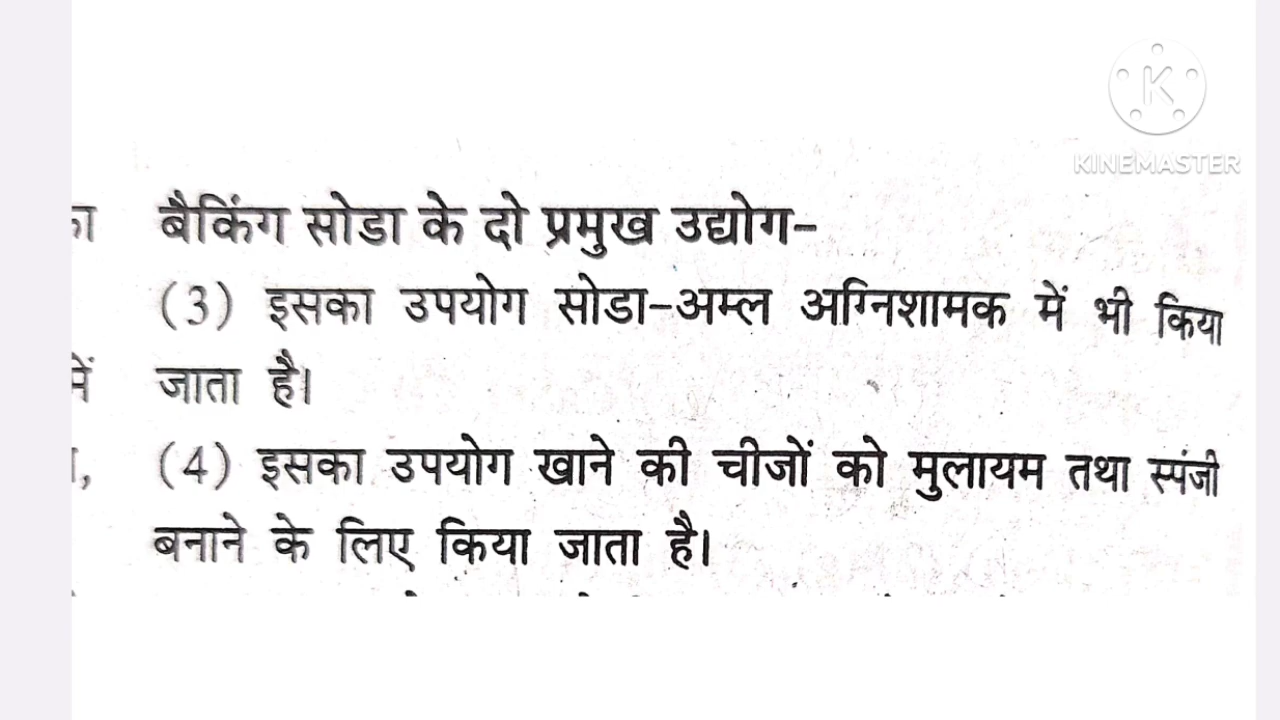 KINEMASTER
बैकिंग सोडा के दो प्रमुख उद्योग-
(3) इसका उपयोग सोडा-अम्ल अग्निशामक में भी किया
जाता है।
(4) इसका उपयोग खाने की चीजों को मुलायम तथा स्पंजी
बनाने के लिए किया जाता है।